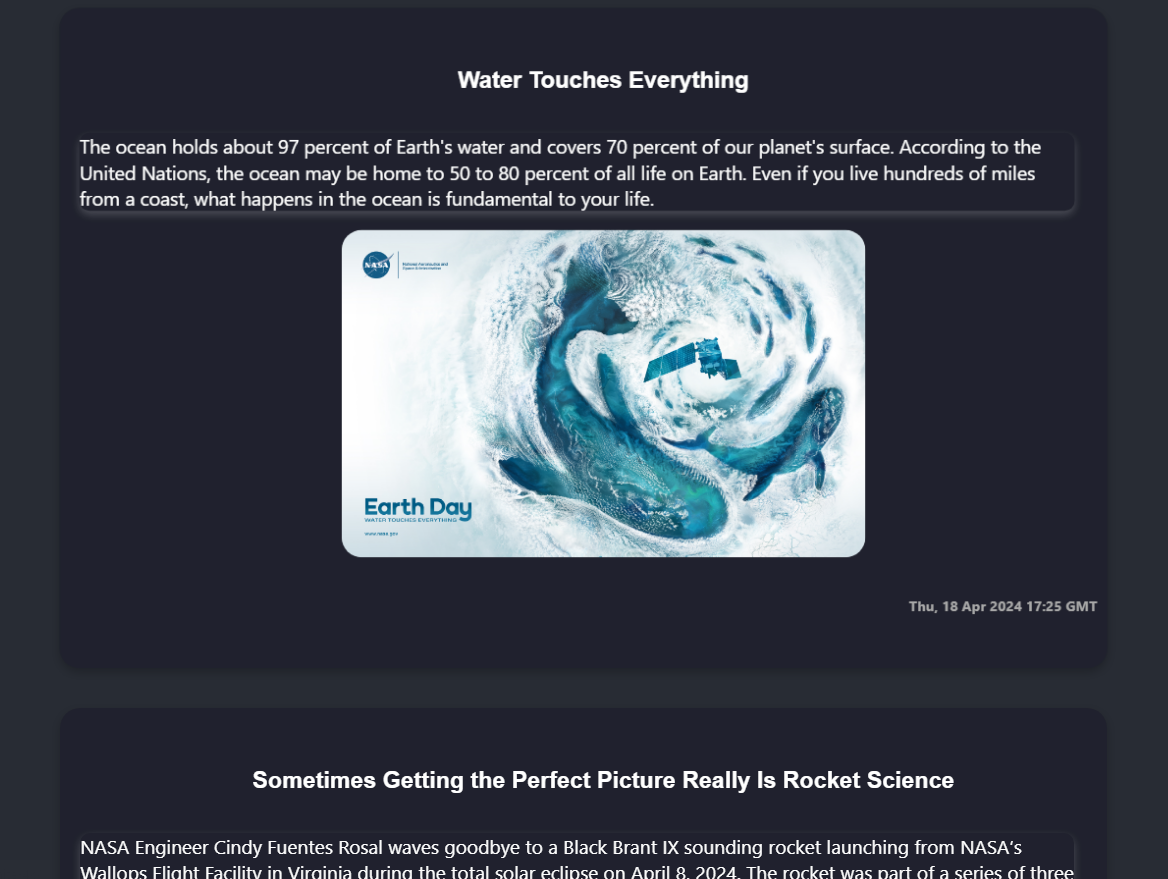 Water Touches Everything
The ocean holds about 97 percent of Earth's water and covers 70 percent of our planet's surface. According to the
United Nations, the ocean may be home to 50 to 80 percent of all life on Earth. Even if you live hundreds of miles
from a coast, what happens in the ocean is fundamental to your life.
NASA
National Aeronautics and
Space Administration
Earth Day
WATER TOUCHES EVERYTHING
www.nasa.gov
Thu, 18 Apr 2024 17:25 GMT
Sometimes Getting the Perfect Picture Really Is Rocket Science
NASA Engineer Cindy Fuentes Rosal waves goodbye to a Black Brant IX sounding rocket launching from NASA’s
Wallops Flight Facility in Virginia during the total solar eclipse on April 8, 2024. The rocket was part of a series of three